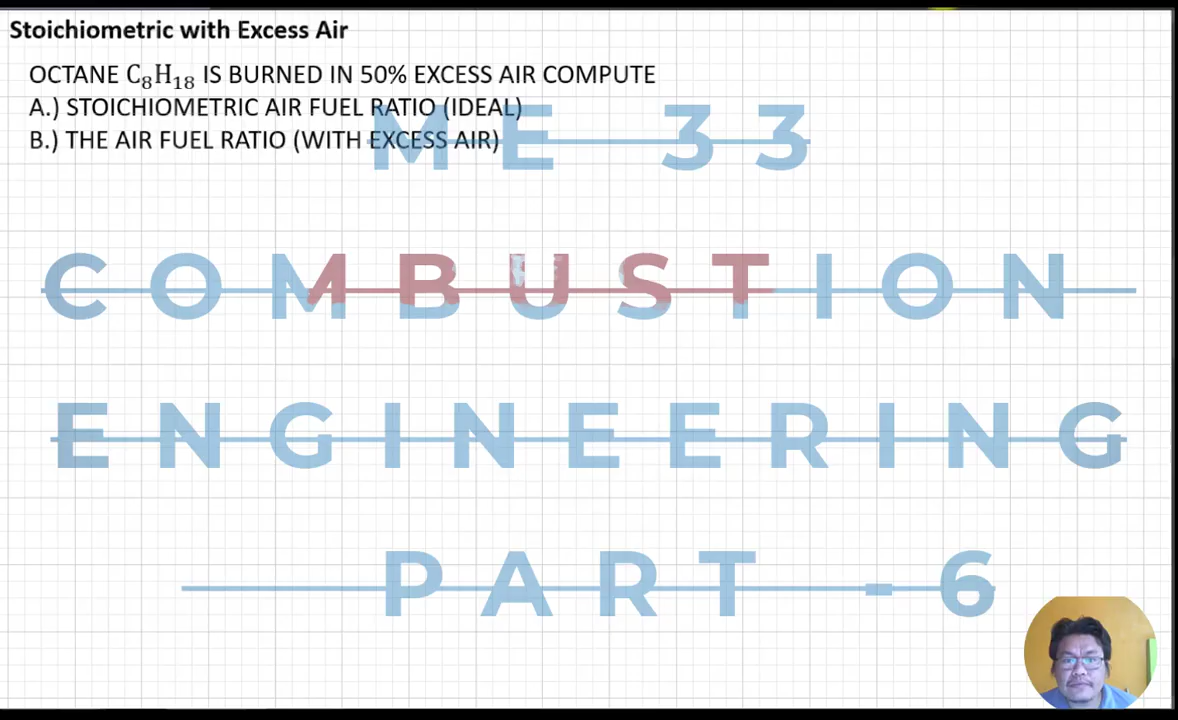 Stoichiometric with Excess Air
OCTANE C₈H₁₈ IS BURNED IN 50% EXCESS AIR COMPUTE
A.) STOICHIOMETRIC AIR FUEL RATIO (IDEAL)
B.) THE AIR FUEL RATIO (WITH EXCESS AIR)
ME 33
COMBUSTION
ENGINEERING
PART - 6